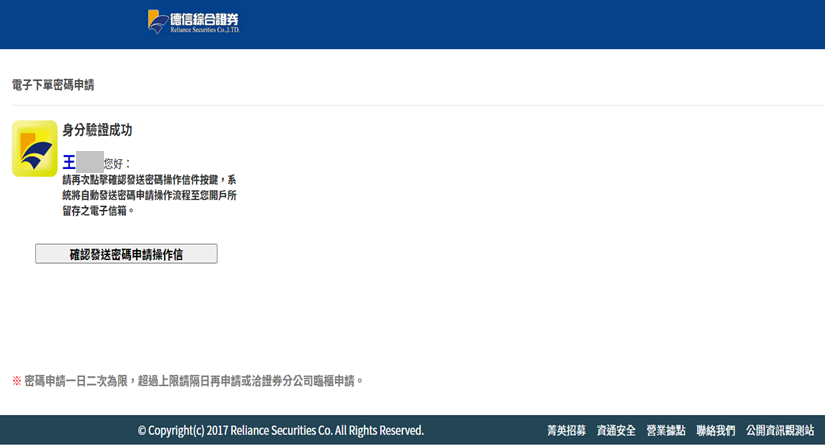 德信綜合證券
Reliance Securities Co.,LTD.
電子下單密碼申請
身分驗證成功
王 您好：
請再次點擊確認發送密碼操作信件按鍵，系
統將自動發送密碼申請操作流程至您開戶所
留存之電子信箱。
確認發送密碼申請操作信
※ 密碼申請一日二次為限，超過上限請隔日再申請或洽證券分公司臨櫃申請。
© Copyright(c) 2017 Reliance Securities Co. All Rights Reserved. 菁英招募 資通安全 營業據點 聯絡我們 公開資訊觀測站